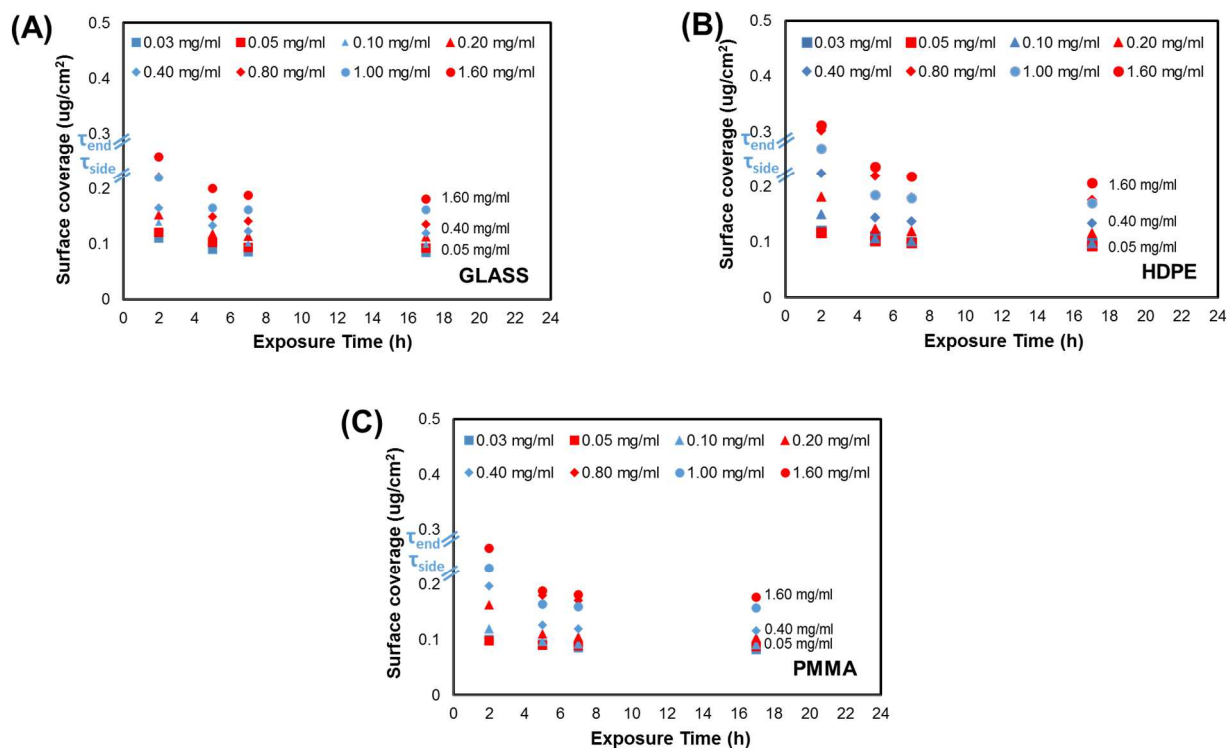 (A)
0.5
0.4
0.3
0.2
0.1
0
0.03 mg/ml 0.05 mg/ml 0.10 mg/ml 0.20 mg/ml
0.40 mg/ml 0.80 mg/ml 1.00 mg/ml 1.60 mg/ml
τend
τside
Surface coverage (ug/cm²)
1.60 mg/ml
0.40 mg/ml
0.05 mg/ml
GLASS
0 2 4 6 8 10 12 14 16 18 20 22 24
Exposure Time (h)
(B)
0.5
0.4
0.3
0.2
0.1
0
0.03 mg/ml 0.05 mg/ml 0.10 mg/ml 0.20 mg/ml
0.40 mg/ml 0.80 mg/ml 1.00 mg/ml 1.60 mg/ml
τend
τside
Surface coverage (ug/cm²)
1.60 mg/ml
0.40 mg/ml
0.05 mg/ml
HDPE
0 2 4 6 8 10 12 14 16 18 20 22 24
Exposure Time (h)
(C)
0.5
0.4
0.3
0.2
0.1
0
0.03 mg/ml 0.05 mg/ml 0.10 mg/ml 0.20 mg/ml
0.40 mg/ml 0.80 mg/ml 1.00 mg/ml 1.60 mg/ml
τend
τside
Surface coverage (ug/cm²)
1.60 mg/ml
0.40 mg/ml
0.05 mg/ml
PMMA
0 2 4 6 8 10 12 14 16 18 20 22 24
Exposure Time (h)